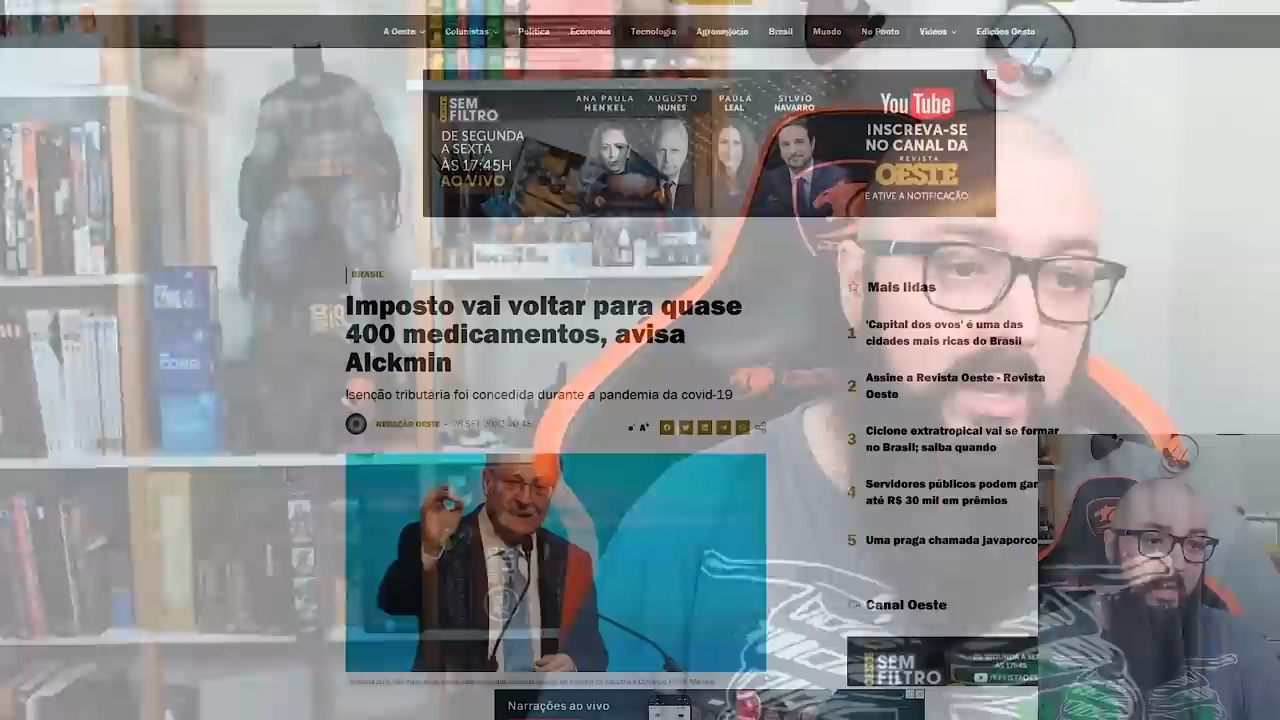 A Oeste
Colunistas
Política
Economia
Tecnologia
Agronegócio
Brasil
Mundo
No Ponto
Vídeos
Edições Oeste
SEM
FILTRO
DE SEGUNDA
A SEXTA
ÀS 17:45H
AO VIVO
ANA PAULA
HENKEL
AUGUSTO
NUNES
PAULA
LEAL
SILVIO
NAVARRO
YouTube
INSCREVA-SE
NO CANAL DA
REVISTA
OESTE
E ATIVE A NOTIFICAÇÃO
BRASIL
Imposto vai voltar para quase
400 medicamentos, avisa
Alckmin
Isenção tributária foi concedida durante a pandemia da covid-19
REDAÇÃO OESTE
A+
Mais lidas
1 'Capital dos ovos' é uma das
cidades mais ricas do Brasil
2 Assine a Revista Oeste - Revista
Oeste
3 Ciclone extratropical vai se formar
no Brasil; saiba quando
4 Servidores públicos podem gan
até R$ 30 mil em prêmios
5 Uma praga chamada javaporco
Canal Oeste
SEM
FILTRO
ÀS 17H45
Narrações ao vivo